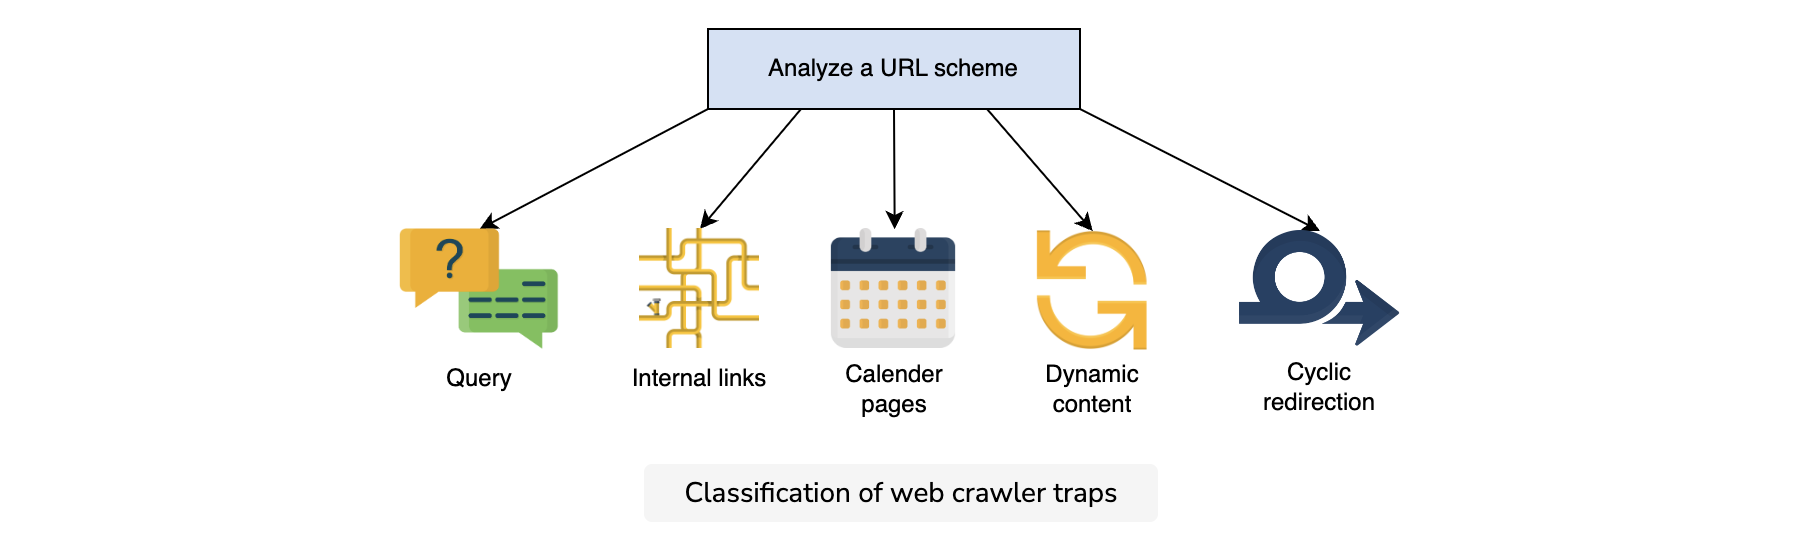 Analyze a URL scheme
?
Query
Internal links
Calender
pages
Dynamic
content
Cyclic
redirection
Classification of web crawler traps